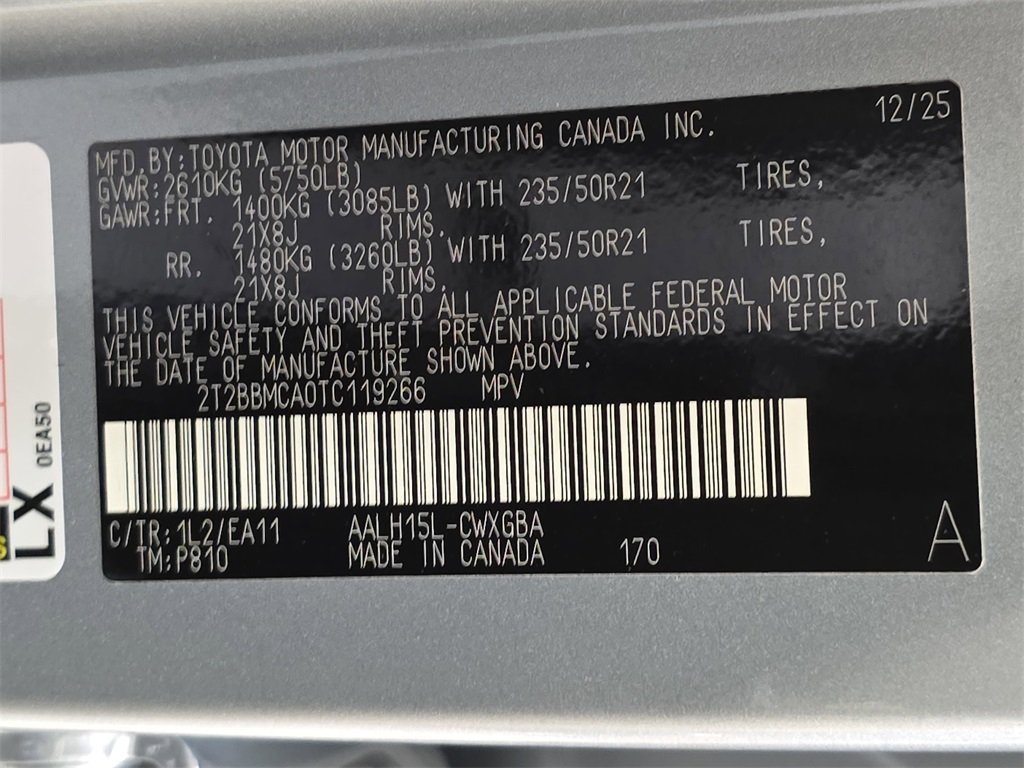 12/25
MFD.BY:TOYOTA MOTOR MANUFACTURING CANADA INC.
GVWR:2610KG (5750LB)
GAWR:FRT. 1400KG (3085LB) WITH 235/50R21 TIRES,
21X8J RIMS,
RR. 1480KG (3260LB) WITH 235/50R21 TIRES,
21X8J RIMS,
THIS VEHICLE CONFORMS TO ALL APPLICABLE FEDERAL MOTOR
VEHICLE SAFETY AND THEFT PREVENTION STANDARDS IN EFFECT ON
THE DATE OF MANUFACTURE SHOWN ABOVE.
2T2BBMCA0TC119266 MPV
C/TR:1L2/EA11 AALH15L-CWXGBA
TM:P810 MADE IN CANADA 170
A
LX
0EA50